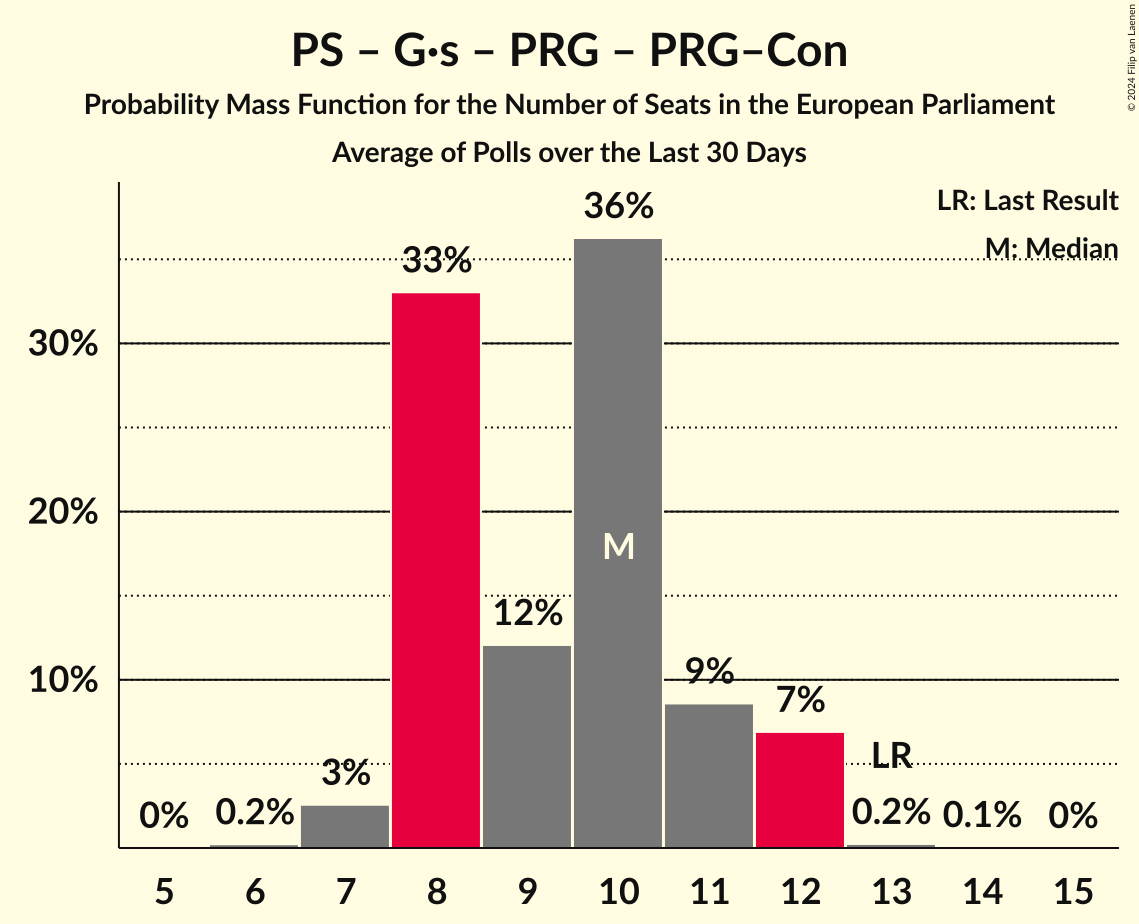 PS – G·s – PRG – PRG–Con
Probability Mass Function for the Number of Seats in the European Parliament
Average of Polls over the Last 30 Days
© 2024 Filip van Laenen
LR: Last Result
M: Median
36%
33%
30%
20%
M
12%
10%
9%
7%
LR
3%
0%
0.2%
0.2%
0.1%
0%
5 6 7 8 9 10 11 12 13 14 15